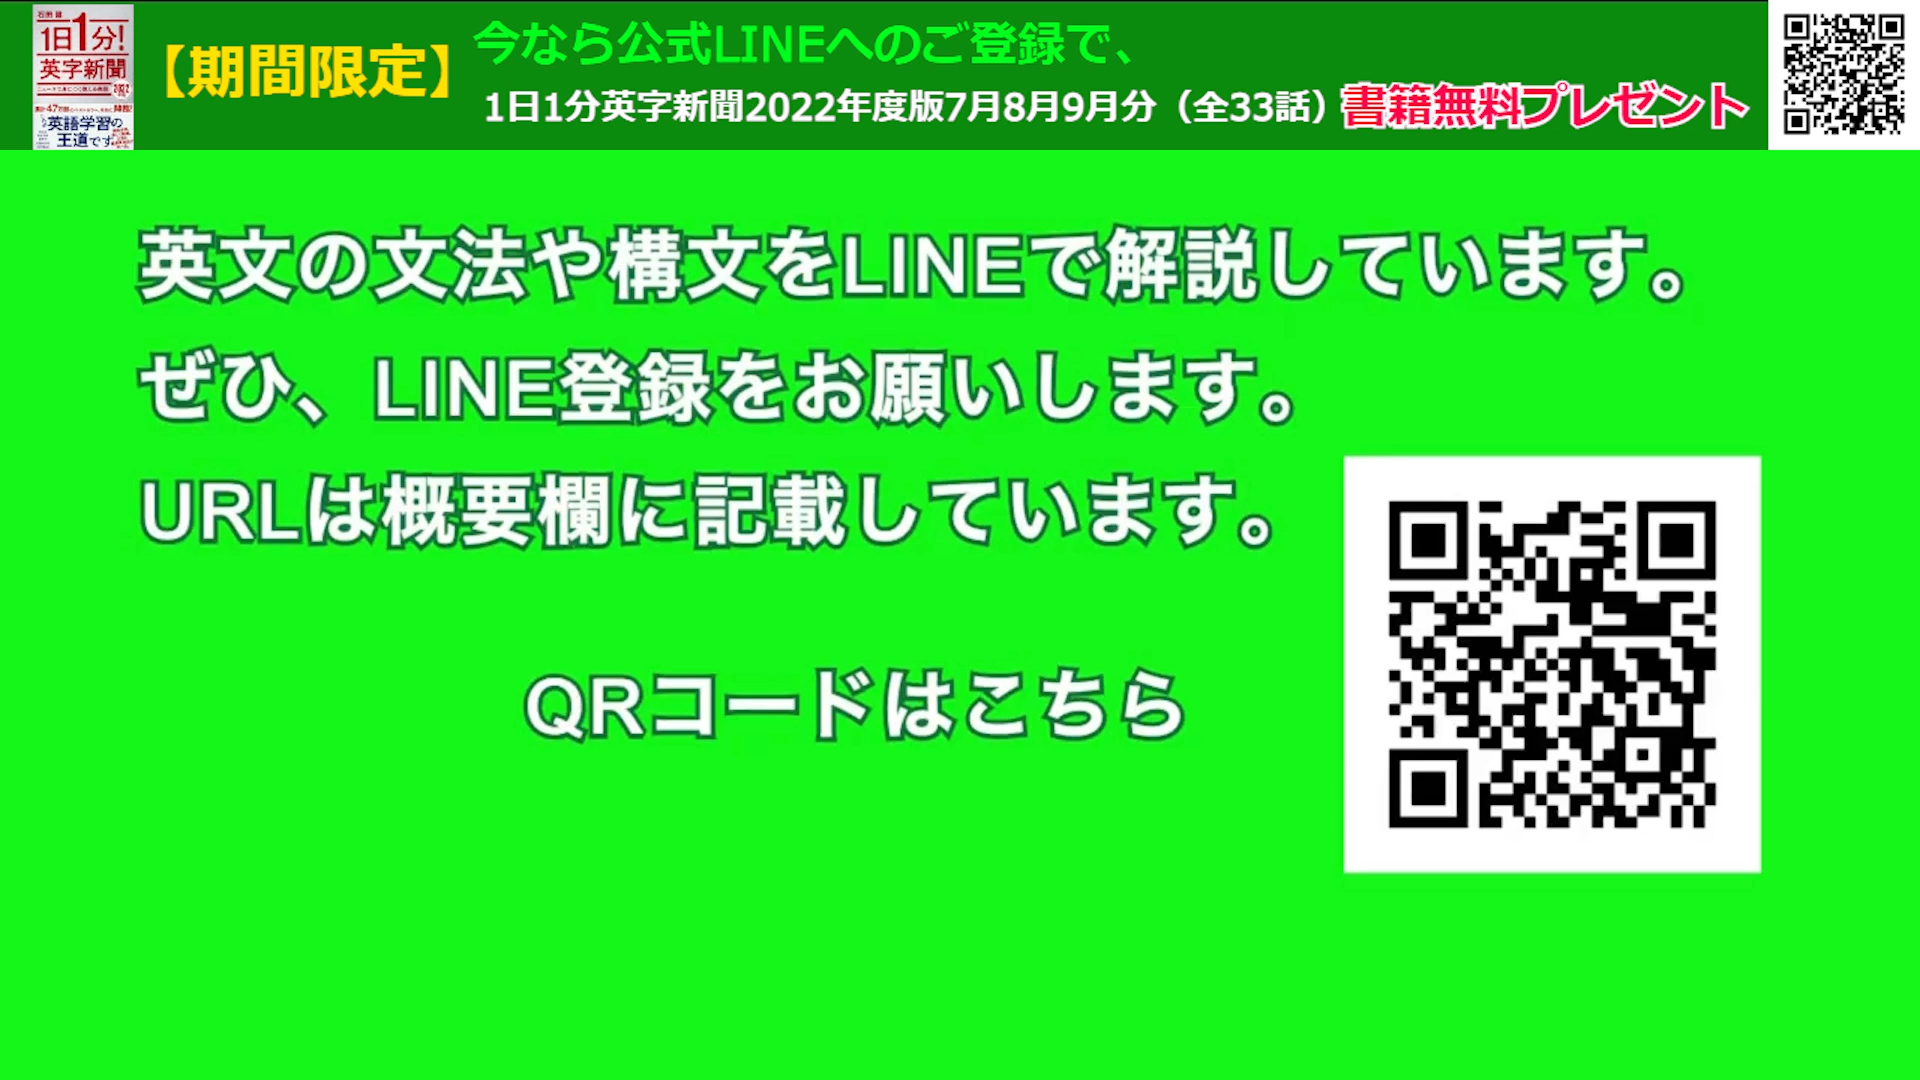 石田 健
1日1分!
英字新聞
2022
英語学習の
王道です。
【期間限定】
今なら公式LINEへのご登録で、
1日1分英字新聞2022年度版7月8月9月分（全33話）書籍無料プレゼント
英文の文法や構文をLINEで解説しています。
ぜひ、LINE登録をお願いします。
URLは概要欄に記載しています。
QRコードはこちら